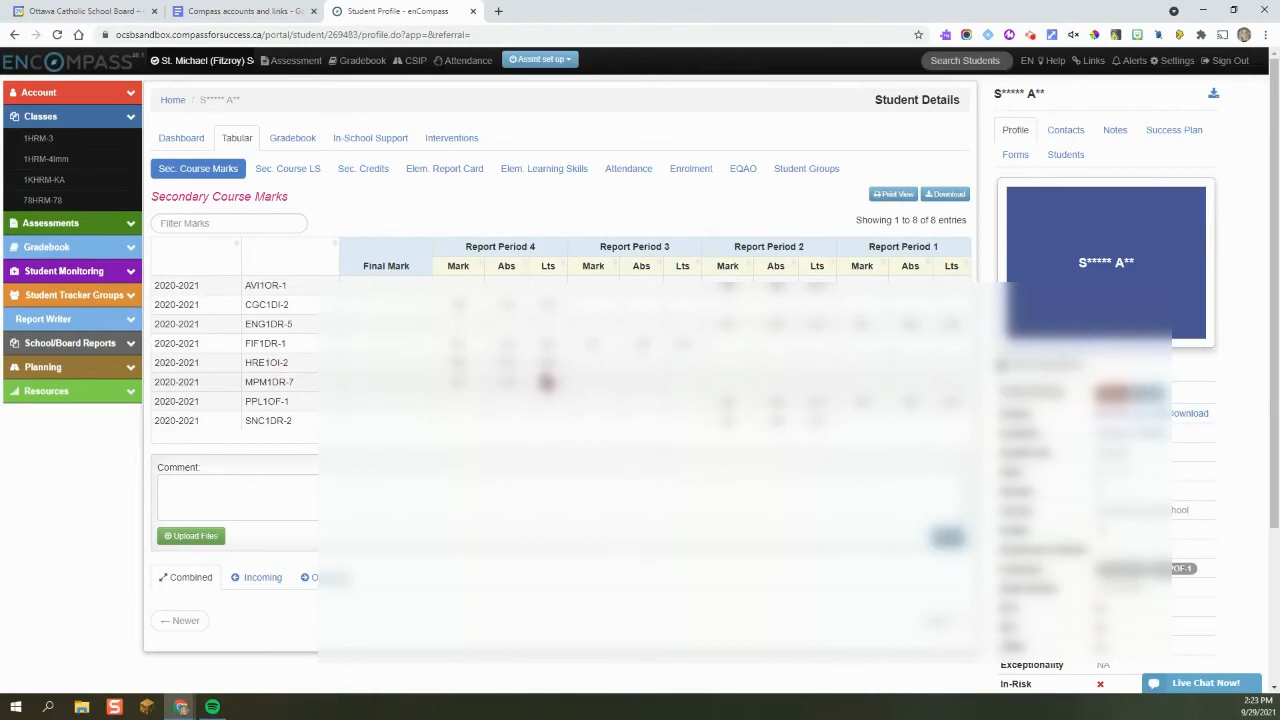 Ottawa Catholic School Board –
Compass accounts and links - Go
Student Profile - enCompass
ocsbsandbox.compassforsuccess.ca/portal/student/269483/profile.do?app=&referral=
ENCOMPASS
St. Michael (Fitzroy) S
Assessment
Gradebook
CSIP
Attendance
Assmt set up
Search Students
EN
Help
Links
Alerts
Settings
Sign Out
Account
Classes
1HRM-3
1HRM-4Imm
1KHRM-KA
78HRM-78
Assessments
Gradebook
Student Monitoring
Student Tracker Groups
Report Writer
School/Board Reports
Planning
Resources
Home
S***** A**
Student Details
Dashboard
Tabular
Gradebook
In-School Support
Interventions
Sec. Course Marks
Sec. Course LS
Sec. Credits
Elem. Report Card
Elem. Learning Skills
Attendance
Enrolment
EQAO
Student Groups
Secondary Course Marks
Print View
Download
Filter Marks
Showing 1 to 8 of 8 entries
Report Period 4 Report Period 3 Report Period 2 Report Period 1
Final Mark Mark Abs Lts Mark Abs Lts Mark Abs Lts Mark Abs Lts
2020-2021 AVI1OR-1
2020-2021 CGC1DI-2
2020-2021 ENG1DR-5
2020-2021 FIF1DR-1
2020-2021 HRE1OI-2
2020-2021 MPM1DR-7
2020-2021 PPL1OF-1
2020-2021 SNC1DR-2
Comment:
Upload Files
Combined
Incoming
O
← Newer
S***** A**
Profile
Contacts
Notes
Success Plan
Forms
Students
S***** A**
Download
OF-1
Exceptionality NA
In-Risk
Live Chat Now!
2:23 PM
9/29/2021